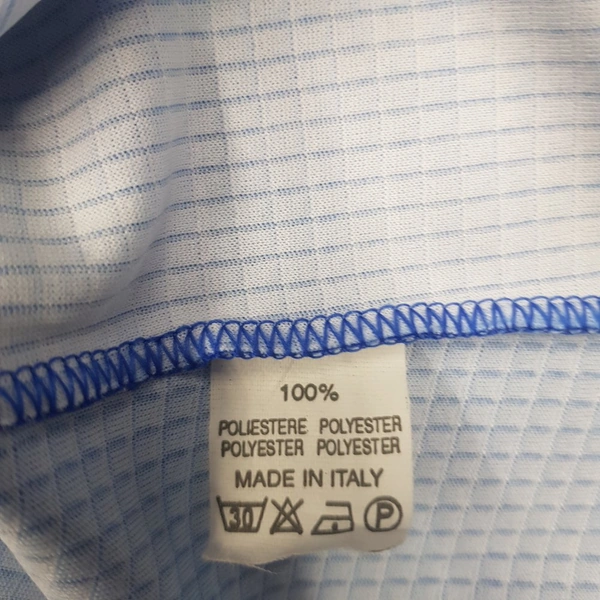 100%
POLIESTERE POLYESTER
POLYESTER POLYESTER
MADE IN ITALY
30 P